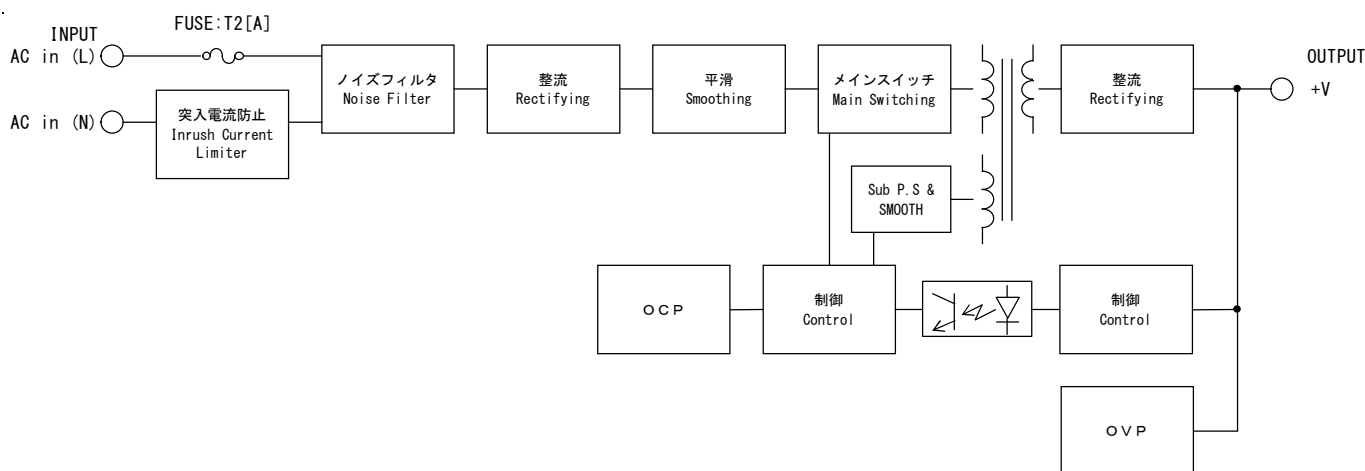 FUSE:T2[A]
INPUT
AC in (L)
AC in (N)
突入電流防止
Inrush Current
Limiter
ノイズフィルタ
Noise Filter
整流
Rectifying
平滑
Smoothing
メインスイッチ
Main Switching
整流
Rectifying
OUTPUT
+V
Sub P.S &
SMOOTH
ＯＣＰ
制御
Control
制御
Control
ＯＶＰ